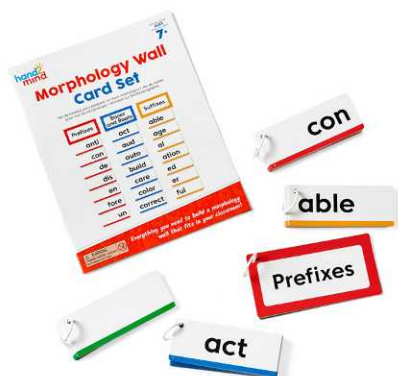 hand2
mind
AGES
7+
Morphology Wall
Card Set
Prefixes
Bases
and Roots
Suffixes
anti
act
able
con
aud
age
de
auto
al
dis
build
ation
en
care
ed
fore
color
er
un
correct
ful
Everything you need to build a morphology
wall that fits in your classroom!
con
able
Prefixes
act